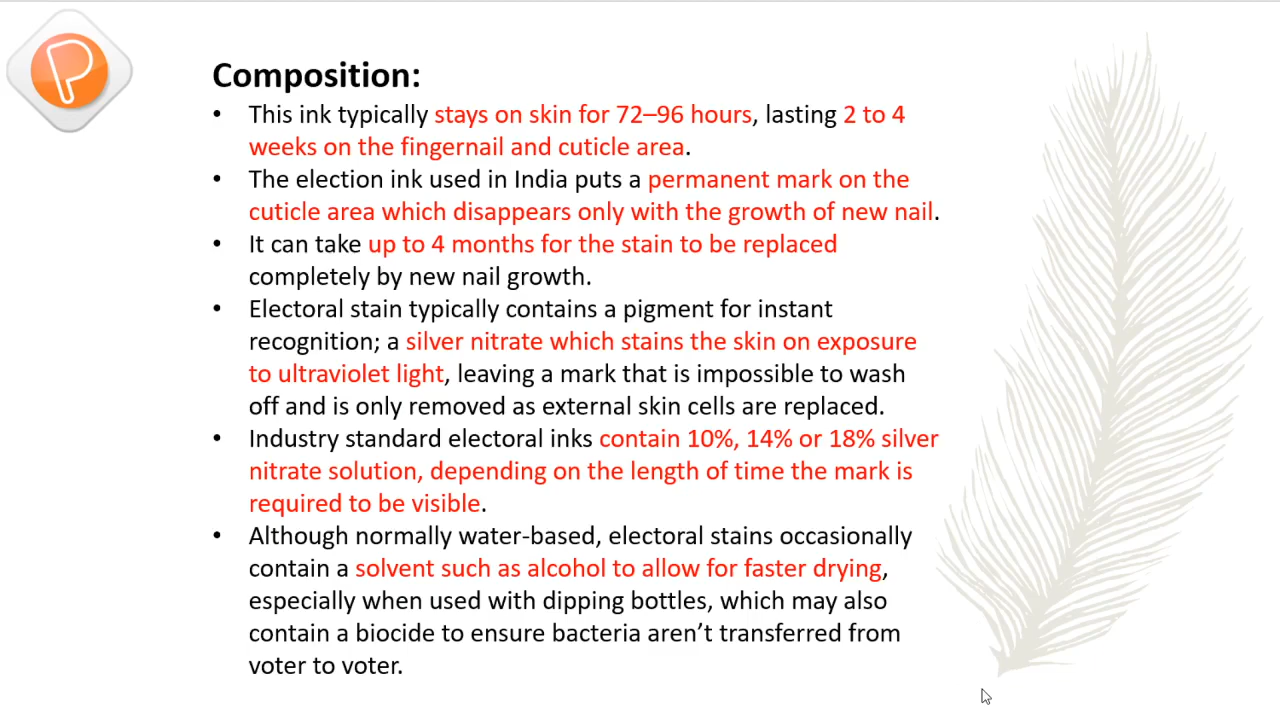 P
Composition:
• This ink typically stays on skin for 72–96 hours, lasting 2 to 4
weeks on the fingernail and cuticle area.
• The election ink used in India puts a permanent mark on the
cuticle area which disappears only with the growth of new nail.
• It can take up to 4 months for the stain to be replaced
completely by new nail growth.
• Electoral stain typically contains a pigment for instant
recognition; a silver nitrate which stains the skin on exposure
to ultraviolet light, leaving a mark that is impossible to wash
off and is only removed as external skin cells are replaced.
• Industry standard electoral inks contain 10%, 14% or 18% silver
nitrate solution, depending on the length of time the mark is
required to be visible.
• Although normally water-based, electoral stains occasionally
contain a solvent such as alcohol to allow for faster drying,
especially when used with dipping bottles, which may also
contain a biocide to ensure bacteria aren’t transferred from
voter to voter.